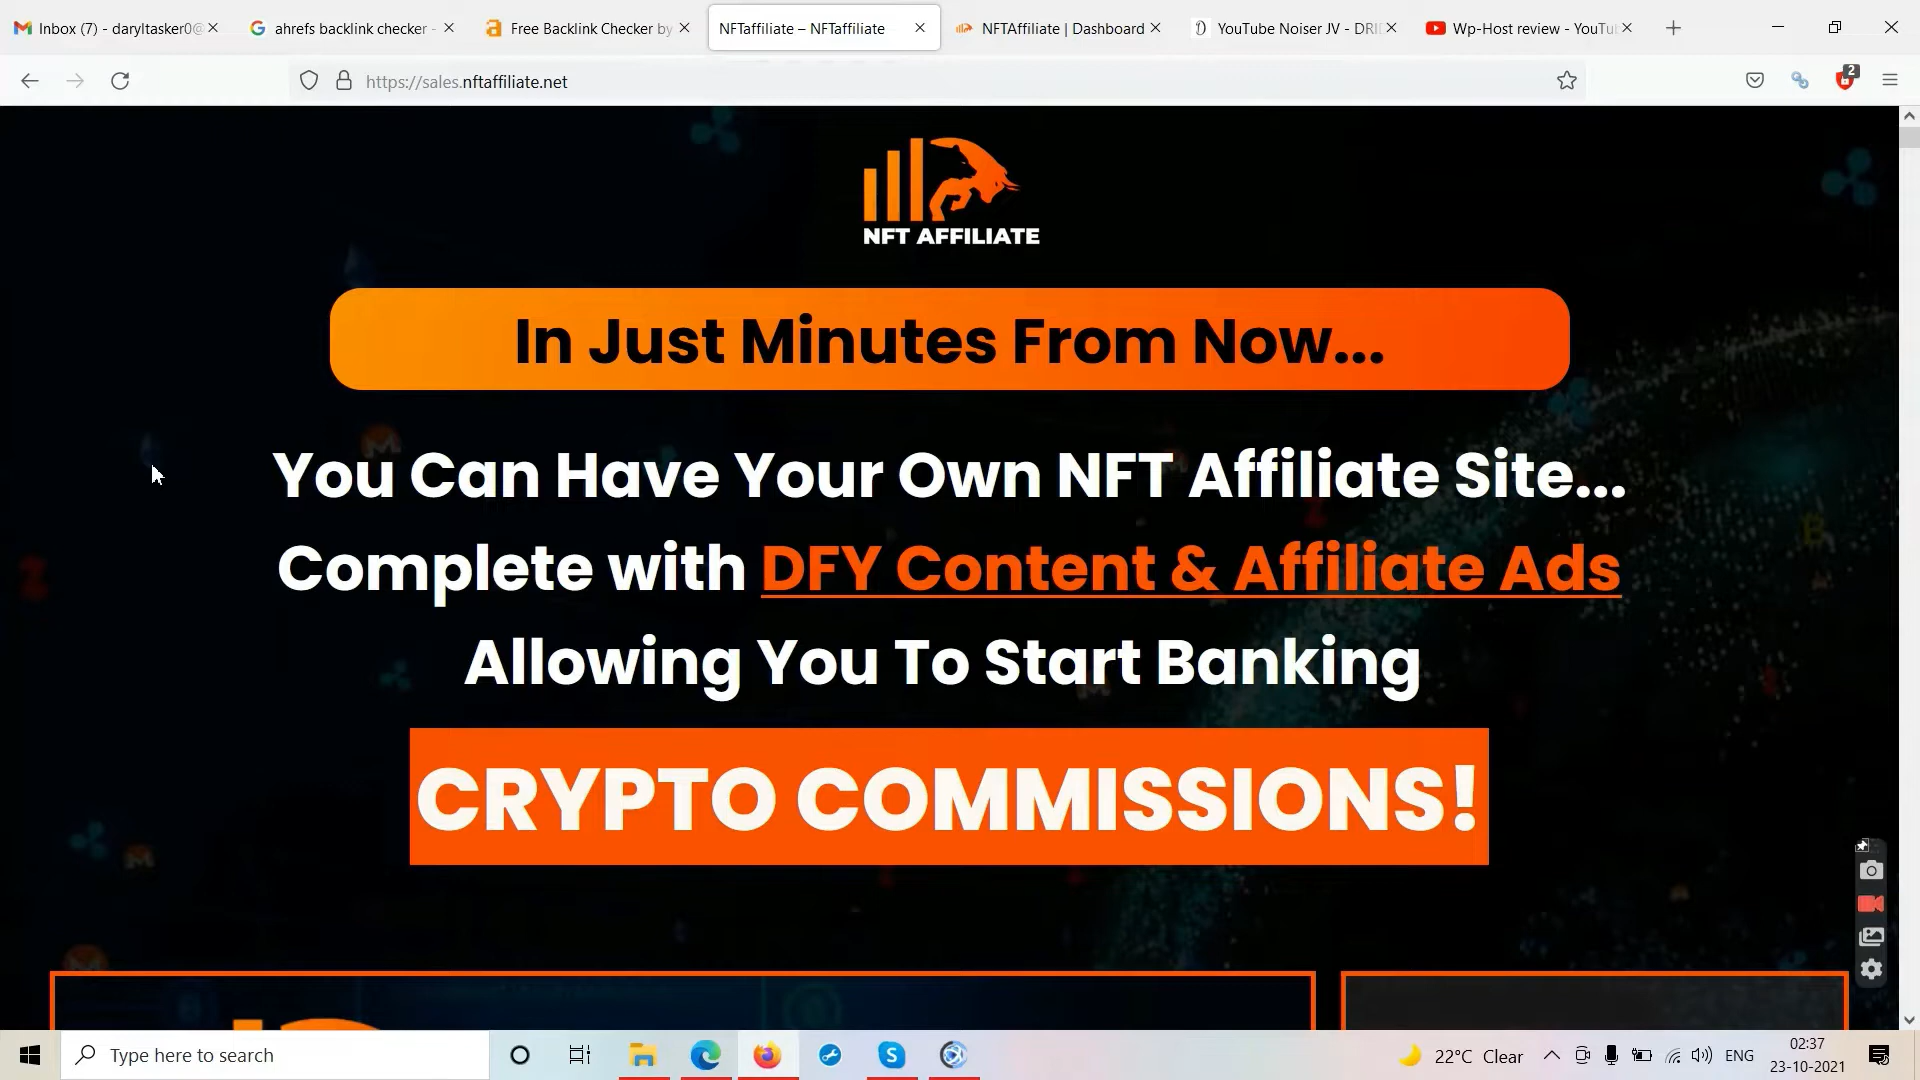 Inbox (7) - daryltasker0@
ahrefs backlink checker -
Free Backlink Checker by
NFTaffiliate – NFTaffiliate
NFTAffiliate | Dashboard
YouTube Noiser JV - DRI
Wp-Host review - YouTu
https://sales.nftaffiliate.net
2
NFT AFFILIATE
In Just Minutes From Now...
You Can Have Your Own NFT Affiliate Site...
Complete with DFY Content & Affiliate Ads
Allowing You To Start Banking
CRYPTO COMMISSIONS!
Type here to search
22°C Clear
ENG
02:37
23-10-2021